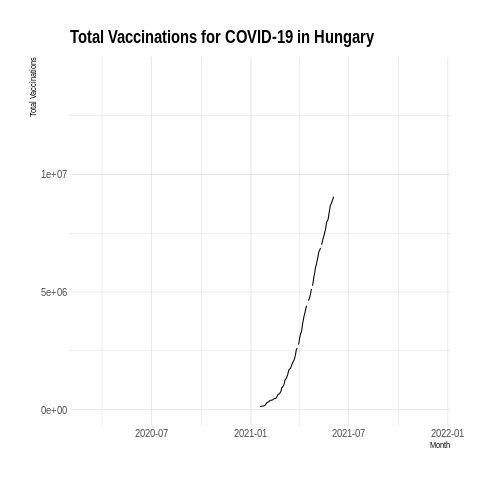 Total Vaccinations for COVID-19 in Hungary
Total Vaccinations
1e+07
5e+06
0e+00
2020-07 2021-01 2021-07 2022-01
Month